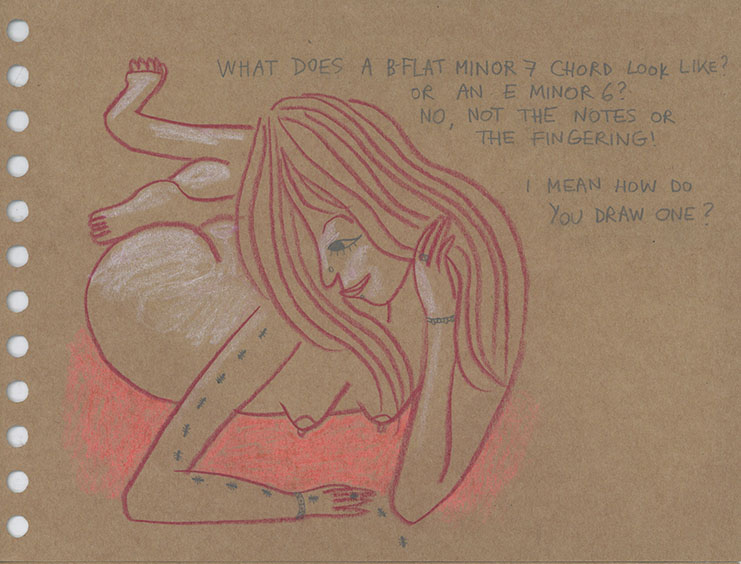 WHAT DOES A B-FLAT MINOR 7 CHORD LOOK LIKE?
OR AN E MINOR 6?
NO, NOT THE NOTES OR
THE FINGERING!
I MEAN HOW DO
YOU DRAW ONE?